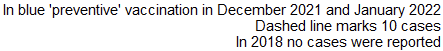 In blue 'preventive' vaccination in December 2021 and January 2022
Dashed line marks 10 cases
In 2018 no cases were reported